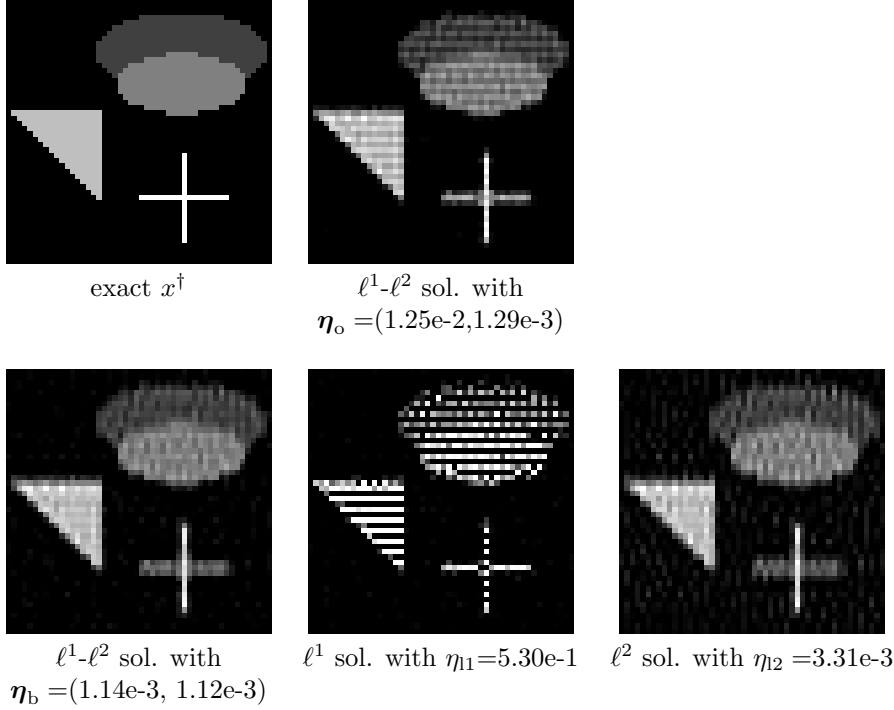 exact x†
ℓ¹-ℓ² sol. with
ηₒ =(1.25e-2,1.29e-3)
ℓ¹-ℓ² sol. with
η_b =(1.14e-3, 1.12e-3)
ℓ¹ sol. with η_l1=5.30e-1
ℓ² sol. with η_l2 =3.31e-3